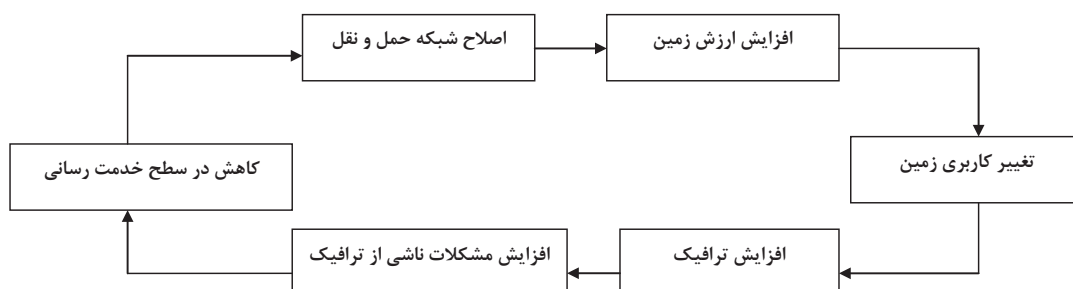 اصلاح شبکه حمل و نقل
افزایش ارزش زمین
تغییر کاربری زمین
افزایش ترافیک
افزایش مشکلات ناشی از ترافیک
کاهش در سطح خدمت رسانی